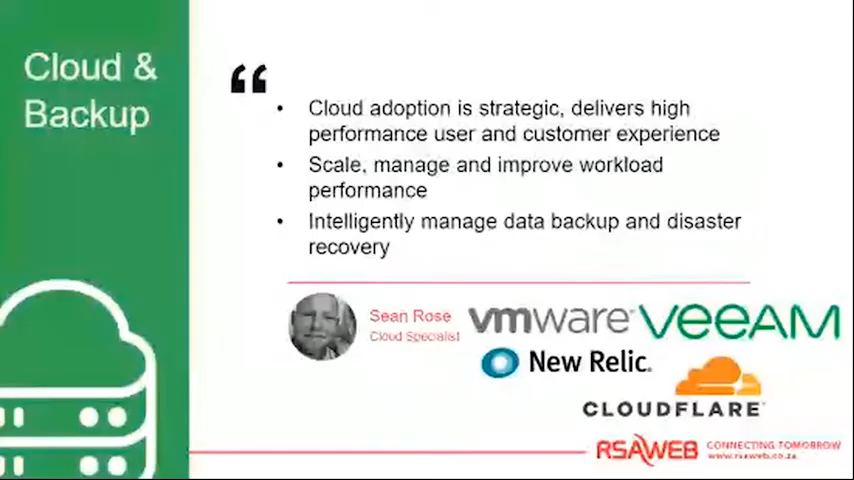 Cloud &
Backup
“
• Cloud adoption is strategic, delivers high
performance user and customer experience
• Scale, manage and improve workload
performance
• Intelligently manage data backup and disaster
recovery
Sean Rose
Cloud Specialist
vmware®
VEEAM
New Relic.
CLOUDFLARE
RSAWEB
CONNECTING TOMORROW
www.rsaweb.co.za